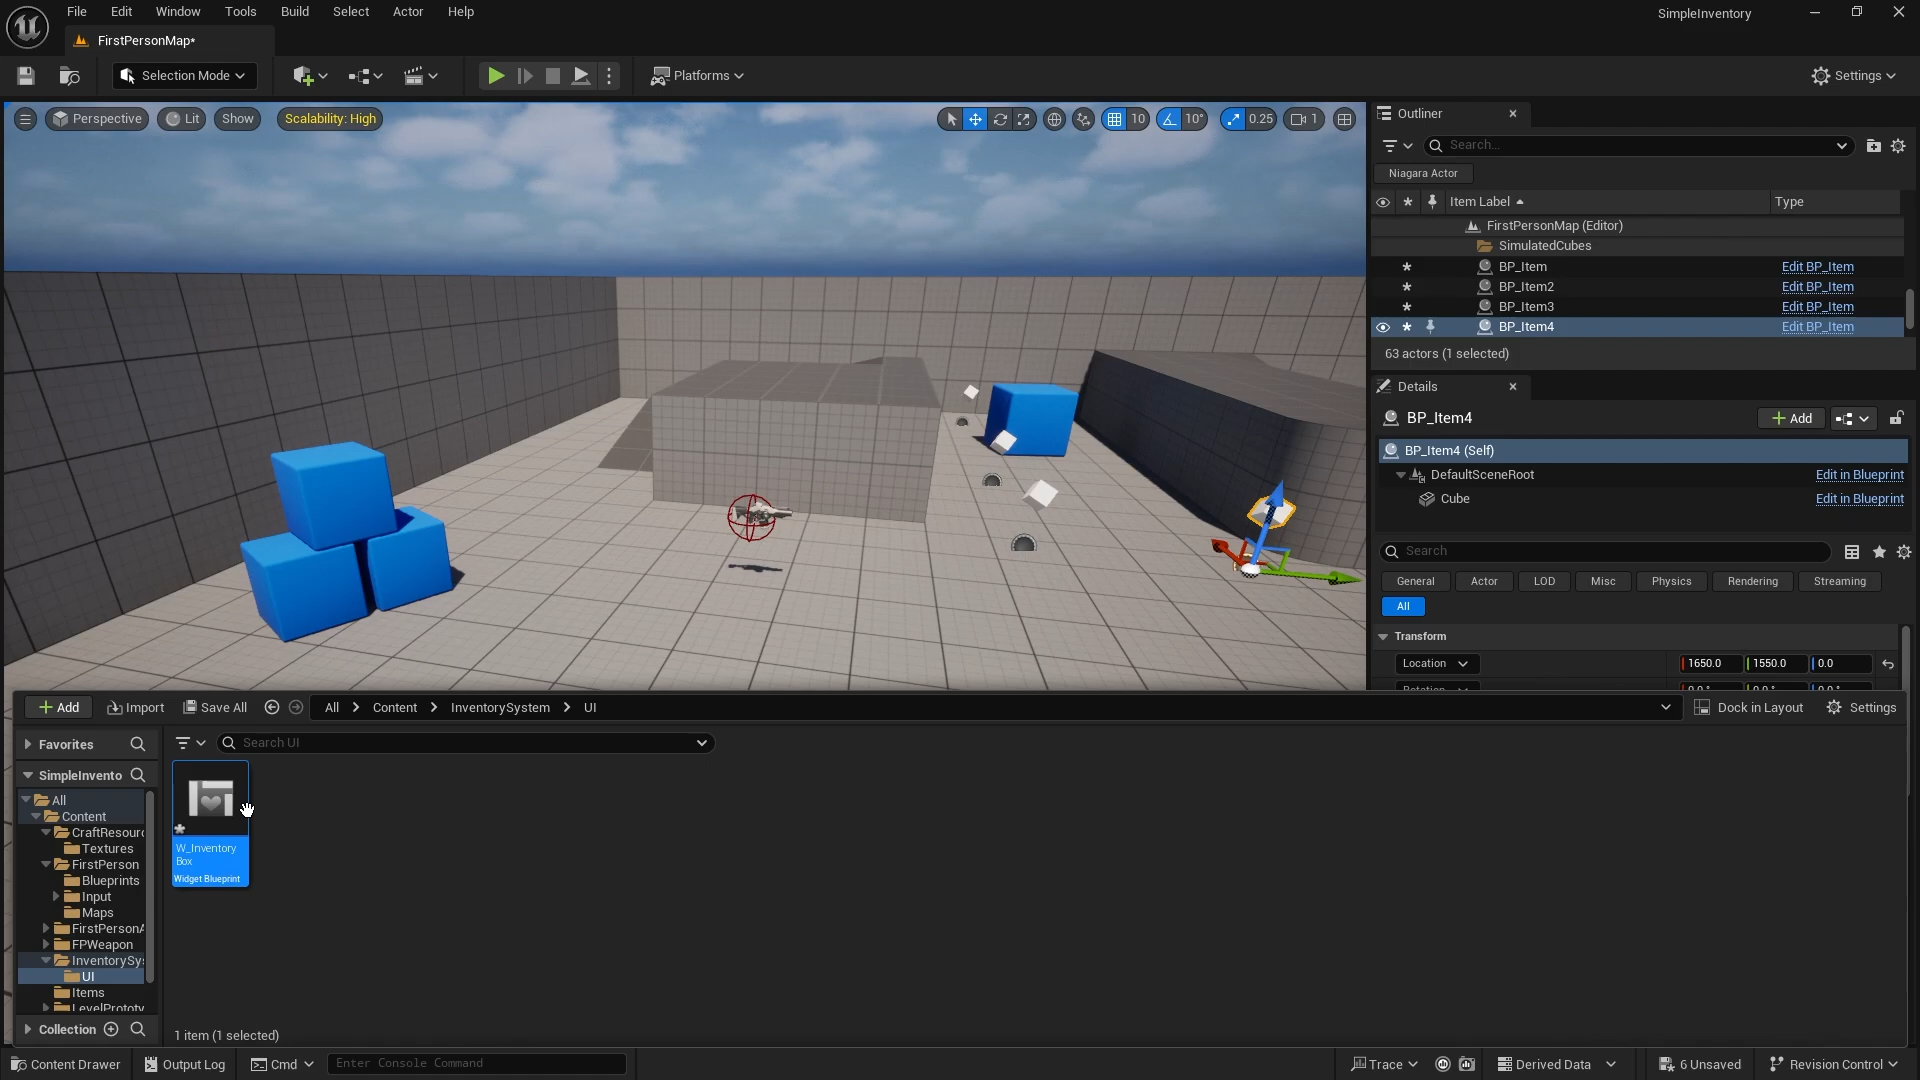 File Edit Window Tools Build Select Actor Help
SimpleInventory
FirstPersonMap*
Selection Mode
Platforms
Settings
Perspective Lit Show Scalability: High
10 10° 0.25 1
Outliner
Search...
Niagara Actor
Item Label Type
FirstPersonMap (Editor)
SimulatedCubes
BP_Item Edit BP_Item
BP_Item2 Edit BP_Item
BP_Item3 Edit BP_Item
BP_Item4 Edit BP_Item
63 actors (1 selected)
Details
BP_Item4
Add
BP_Item4 (Self)
DefaultSceneRoot Edit in Blueprint
Cube Edit in Blueprint
Search
General Actor LOD Misc Physics Rendering Streaming
All
Transform
Location 1650.0 1550.0 0.0
Add Import Save All All Content InventorySystem UI Dock in Layout Settings
Favorites
Search UI
SimpleInvento
All
Content
CraftResourc
Textures
FirstPerson
Blueprints
Input
Maps
FirstPersonA
FPWeapon
InventorySy
UI
Items
LevelPrototy
Collection
W_Inventory
Box
Widget Blueprint
1 item (1 selected)
Content Drawer Output Log Cmd Enter Console Command
Trace Derived Data 6 Unsaved Revision Control